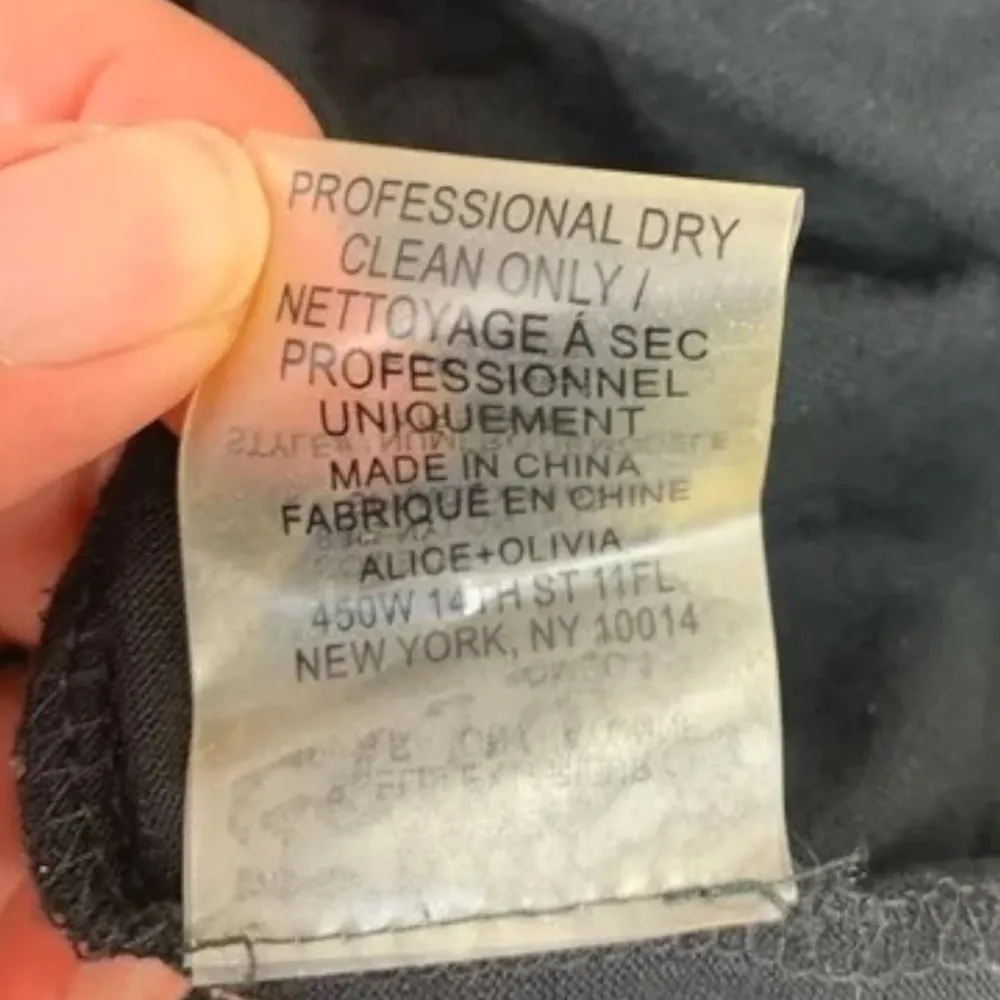 PROFESSIONAL DRY
CLEAN ONLY /
NETTOYAGE Á SEC
PROFESSIONNEL
UNIQUEMENT
MADE IN CHINA
FABRIQUÉ EN CHINE
ALICE+OLIVIA
450W 14TH ST 11FL
NEW YORK, NY 10014